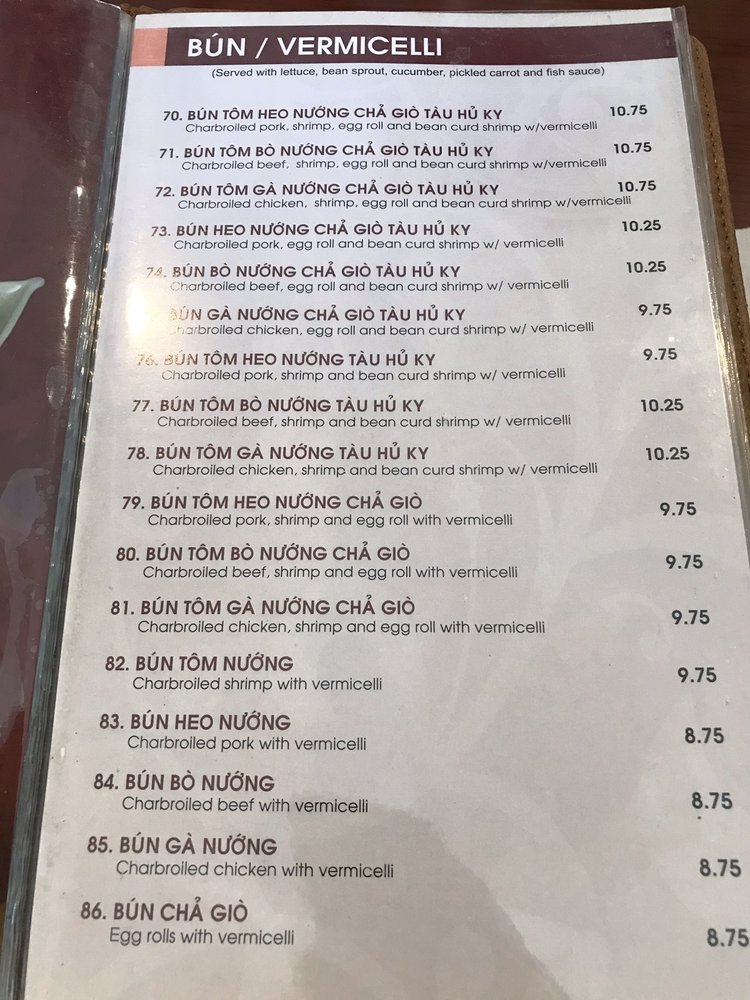 BÚN / VERMICELLI
(Served with lettuce, bean sprout, cucumber, pickled carrot and fish sauce)
70. BÚN TÔM HEO NƯỚNG CHẢ GIÒ TÀU HỦ KY 10.75
Charbroiled pork, shrimp, egg roll and bean curd shrimp w/vermicelli
71. BÚN TÔM BÒ NƯỚNG CHẢ GIÒ TÀU HỦ KY 10.75
Charbroiled beef, shrimp, egg roll and bean curd shrimp w/vermicelli
72. BÚN TÔM GÀ NƯỚNG CHẢ GIÒ TÀU HỦ KY 10.75
Charbroiled chicken, shrimp, egg roll and bean curd shrimp w/vermicelli
73. BÚN HEO NƯỚNG CHẢ GIÒ TÀU HỦ KY 10.25
Charbroiled pork, egg roll and bean curd shrimp w/ vermicelli
74. BÚN BÒ NƯỚNG CHẢ GIÒ TÀU HỦ KY 10.25
Charbroiled beef, egg roll and bean curd shrimp w/ vermicelli
BÚN GÀ NƯỚNG CHẢ GIÒ TÀU HỦ KY 9.75
Charbroiled chicken, egg roll and bean curd shrimp w/ vermicelli
76. BÚN TÔM HEO NƯỚNG TÀU HỦ KY 9.75
Charbroiled pork, shrimp and bean curd shrimp w/ vermicelli
77. BÚN TÔM BÒ NƯỚNG TÀU HỦ KY 10.25
Charbroiled beef, shrimp and bean curd shrimp w/ vermicelli
78. BÚN TÔM GÀ NƯỚNG TÀU HỦ KY 10.25
Charbroiled chicken, shrimp and bean curd shrimp w/ vermicelli
79. BÚN TÔM HEO NƯỚNG CHẢ GIÒ 9.75
Charbroiled pork, shrimp and egg roll with vermicelli
80. BÚN TÔM BÒ NƯỚNG CHẢ GIÒ 9.75
Charbroiled beef, shrimp and egg roll with vermicelli
81. BÚN TÔM GÀ NƯỚNG CHẢ GIÒ 9.75
Charbroiled chicken, shrimp and egg roll with vermicelli
82. BÚN TÔM NƯỚNG 9.75
Charbroiled shrimp with vermicelli
83. BÚN HEO NƯỚNG 8.75
Charbroiled pork with vermicelli
84. BÚN BÒ NƯỚNG 8.75
Charbroiled beef with vermicelli
85. BÚN GÀ NƯỚNG 8.75
Charbroiled chicken with vermicelli
86. BÚN CHẢ GIÒ 8.75
Egg rolls with vermicelli